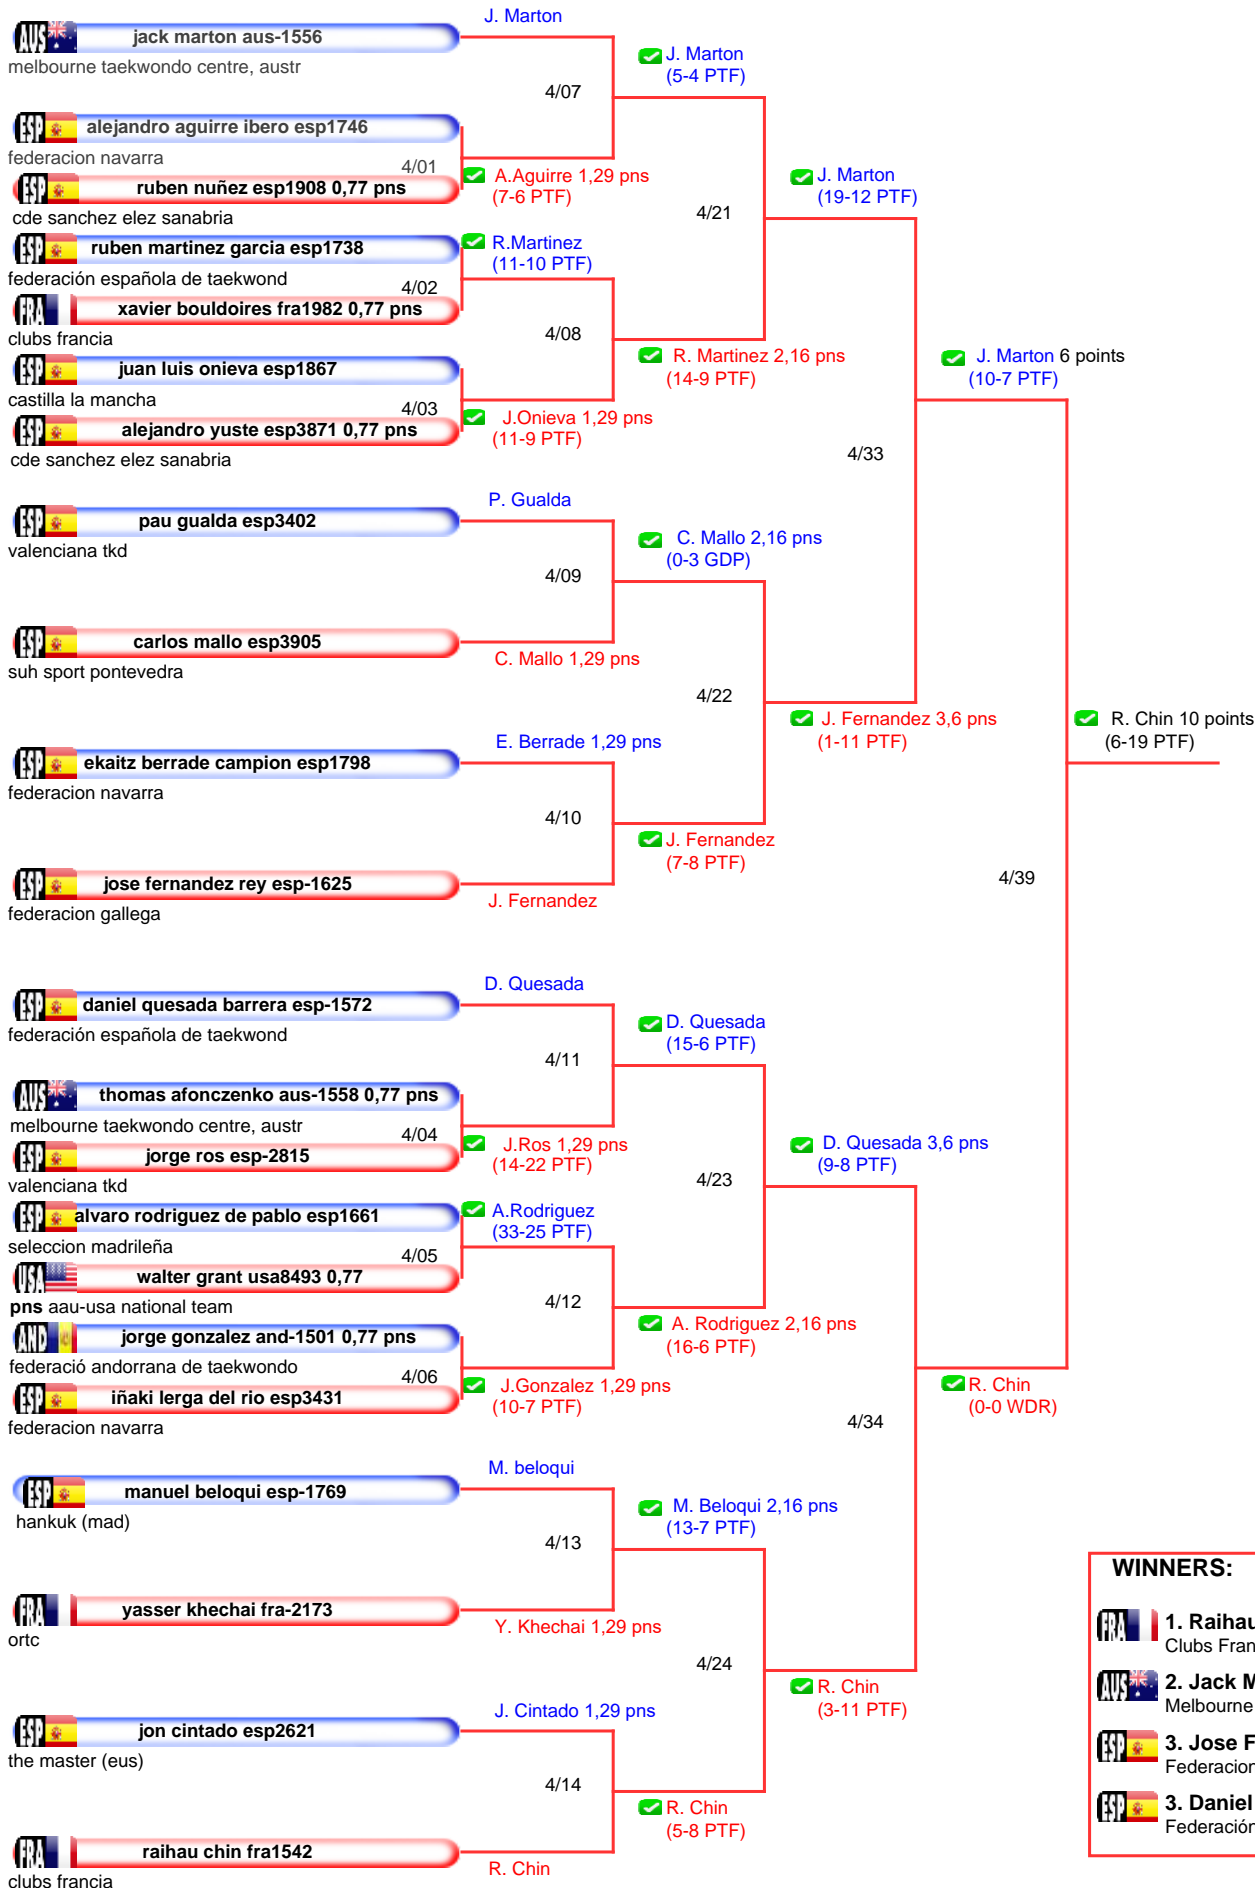 J. Marton
AUS jack marton aus-1556
melbourne taekwondo centre, austr
J. Marton
(5-4 PTF)
4/07
ESP alejandro aguirre ibero esp1746
federacion navarra
4/01
ESP ruben nuñez esp1908 0,77 pns
cde sanchez elez sanabria
A.Aguirre 1,29 pns
(7-6 PTF)
J. Marton
(19-12 PTF)
4/21
ESP ruben martinez garcia esp1738
federación española de taekwond
R.Martinez
(11-10 PTF)
4/02
FRA xavier bouldoires fra1982 0,77 pns
clubs francia
4/08
R. Martinez 2,16 pns
(14-9 PTF)
J. Marton 6 points
(10-7 PTF)
ESP juan luis onieva esp1867
castilla la mancha
4/03
J.Onieva 1,29 pns
(11-9 PTF)
ESP alejandro yuste esp3871 0,77 pns
cde sanchez elez sanabria
4/33
P. Gualda
ESP pau gualda esp3402
valenciana tkd
C. Mallo 2,16 pns
(0-3 GDP)
4/09
ESP carlos mallo esp3905
suh sport pontevedra
C. Mallo 1,29 pns
4/22
J. Fernandez 3,6 pns
(1-11 PTF)
R. Chin 10 points
(6-19 PTF)
E. Berrade 1,29 pns
ESP ekaitz berrade campion esp1798
federacion navarra
4/10
J. Fernandez
(7-8 PTF)
ESP jose fernandez rey esp-1625
federacion gallega
J. Fernandez
4/39
D. Quesada
ESP daniel quesada barrera esp-1572
federación española de taekwond
D. Quesada
(15-6 PTF)
4/11
AUS thomas afonczenko aus-1558 0,77 pns
melbourne taekwondo centre, austr
4/04
ESP jorge ros esp-2815
valenciana tkd
J.Ros 1,29 pns
(14-22 PTF)
D. Quesada 3,6 pns
(9-8 PTF)
4/23
ESP alvaro rodriguez de pablo esp1661
seleccion madrileña
A.Rodriguez
(33-25 PTF)
4/05
USA walter grant usa8493 0,77
pns aau-usa national team
4/12
A. Rodriguez 2,16 pns
(16-6 PTF)
AND jorge gonzalez and-1501 0,77 pns
federació andorrana de taekwondo
4/06
J.Gonzalez 1,29 pns
(10-7 PTF)
ESP iñaki lerga del rio esp3431
federacion navarra
R. Chin
(0-0 WDR)
4/34
M. beloqui
ESP manuel beloqui esp-1769
hankuk (mad)
M. Beloqui 2,16 pns
(13-7 PTF)
4/13
FRA yasser khechai fra-2173
ortc
Y. Khechai 1,29 pns
4/24
R. Chin
(3-11 PTF)
J. Cintado 1,29 pns
ESP jon cintado esp2621
the master (eus)
4/14
R. Chin
(5-8 PTF)
FRA raihau chin fra1542
clubs francia
R. Chin
WINNERS:
FRA 1. Raihau
Clubs Fran
AUS 2. Jack M
Melbourne
ESP 3. Jose F
Federacion
ESP 3. Daniel
Federación